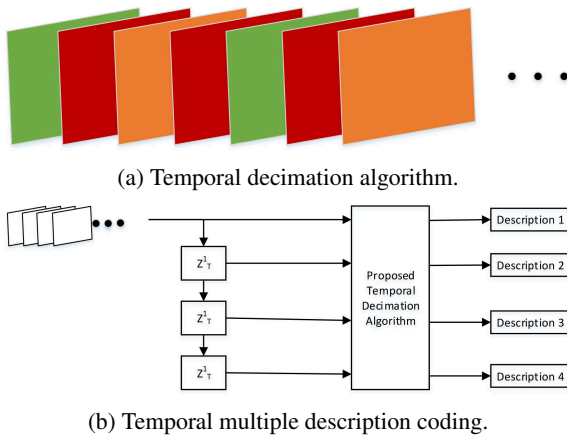 (a) Temporal decimation algorithm.
Description 1
Z¹T
Description 2
Proposed
Temporal
Decimation
Algorithm
Z¹T
Description 3
Z¹T
Description 4
(b) Temporal multiple description coding.